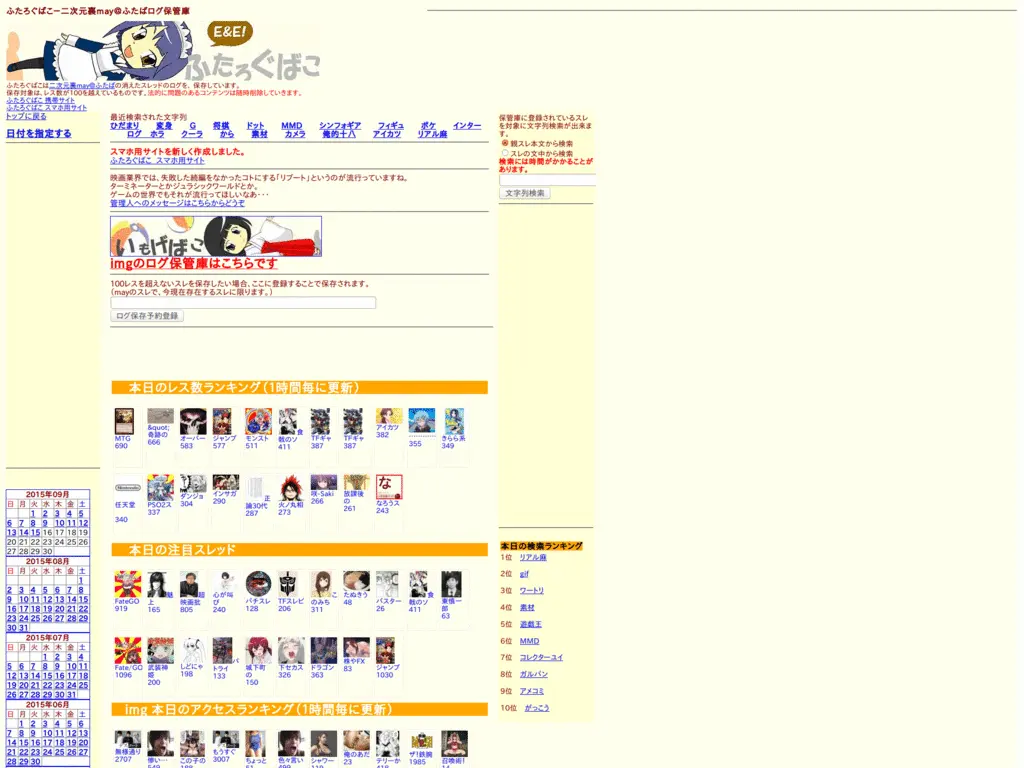 ふたろぐばこ－二次元裏may＠ふたばログ保管庫
E&E!
ふたろぐばこ
ふたろぐばこは二次元裏may@ふたばの消えたスレッドのログを、保存しています。
保存対象は、レス数が100を越えているものです。法的に問題のあるコンテンツは随時削除していきます。
ふたろぐばこ 携帯サイト
ふたろぐばこ スマホ用サイト
トップに戻る
日付を指定する
最近検索された文字列
ひだまり 変身 G 将棋 ドット MMD シンフォギア フィギュ ポケ インター
ログ ホラ クーラ から 素材 カメラ 俺的十八 アイカツ リアル麻
スマホ用サイトを新しく作成しました。
ふたろぐばこ スマホ用サイト
映画業界では、失敗した続編をなかったコトにする「リブート」というのが流行っていますね。
ターミネーターとかジュラシックワールドとか。
ゲームの世界でもそれが流行ってほしいなあ・・・
管理人へのメッセージはこちらからどうぞ
いもげばこ
imgのログ保管庫はこちらです
100レスを超えないスレを保存したい場合、ここに登録することで保存されます。
（mayのスレで、今現在存在するスレに限ります。）
ログ保存予約登録
保管庫に登録されているスレを対象に文字列検索が出来ます。
親スレ本文から検索
スレの文中から検索
検索には時間がかかることがあります。
文字列検索
本日のレス数ランキング（1時間毎に更新）
MTG 690
&quot;奇跡の 666
オーバー 583
ジャンプ 577
モンスト 511
食戟のソ 411
TFギャ 387
TFギャ 387
アイカツ 382
355
きらら系 349
Nintendo
任天堂 340
PSO2ス 337
ダンジョ 304
インサガ 290
正論30代 287
火ノ丸相 273
咲-Saki 266
放課後の 261
な
なろうス 243
本日の注目スレッド
FateGO 919
魅上 165
超映画批 805
心が叫び 240
パチスレ 128
TFスレビ 206
このみち 311
たぬきう 48
バスター 26
食戟のソ 411
東慎一郎 63
Fate/GO 1096
武装神姫 200
しどにゃ 198
パトライ 133
城下町の 150
下セカス 326
ドラゴン 363
株やFX 83
ジャンプ 1030
img 本日のアクセスランキング（1時間毎に更新）
無様通り 2707
酷い…
この子の
もうすぐ 3007
ちょっと
色々言い
シャワー
俺のあだ 23
テリーか
ザ!鉄腕 1985
召喚術!
2015年09月
日 月 火 水 木 金 土
1 2 3 4 5
6 7 8 9 10 11 12
13 14 15 16 17 18 19
20 21 22 23 24 25 26
27 28 29 30
2015年08月
日 月 火 水 木 金 土
1
2 3 4 5 6 7 8
9 10 11 12 13 14 15
16 17 18 19 20 21 22
23 24 25 26 27 28 29
30 31
2015年07月
日 月 火 水 木 金 土
1 2 3 4
5 6 7 8 9 10 11
12 13 14 15 16 17 18
19 20 21 22 23 24 25
26 27 28 29 30 31
2015年06月
日 月 火 水 木 金 土
1 2 3 4 5 6
7 8 9 10 11 12 13
14 15 16 17 18 19 20
21 22 23 24 25 26 27
28 29 30
本日の検索ランキング
1位 リアル麻
2位 gif
3位 ワートリ
4位 素材
5位 遊戯王
6位 MMD
7位 コレクターユイ
8位 ガルパン
9位 アメコミ
10位 がっこう